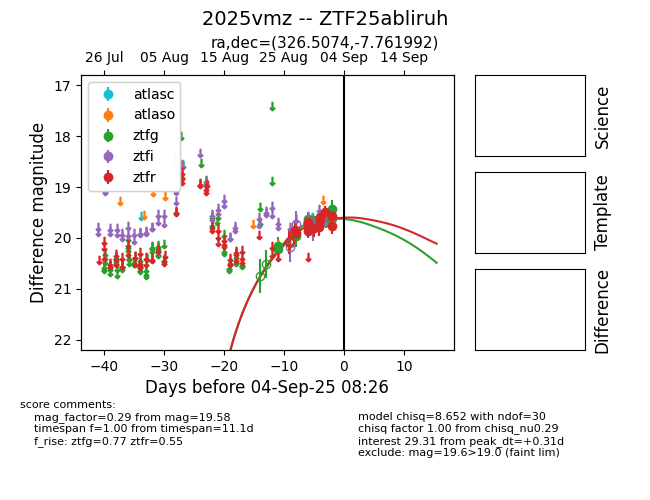 2025vmz -- ZTF25abliruh
ra,dec=(326.5074,-7.761992)
26 Jul 05 Aug 15 Aug 25 Aug 04 Sep 14 Sep
17
18
19
20
21
22
Difference magnitude
atlasc
atlaso
ztfg
ztfi
ztfr
−40 −30 −20 −10 0 10
Days before 04-Sep-25 08:26
Science
Template
Difference
score comments:
mag_factor=0.29 from mag=19.58
timespan f=1.00 from timespan=11.1d
f_rise: ztfg=0.77 ztfr=0.55
model chisq=8.652 with ndof=30
chisq factor 1.00 from chisq_nu0.29
interest 29.31 from peak_dt=+0.31d
exclude: mag=19.6>19.0 (faint lim)